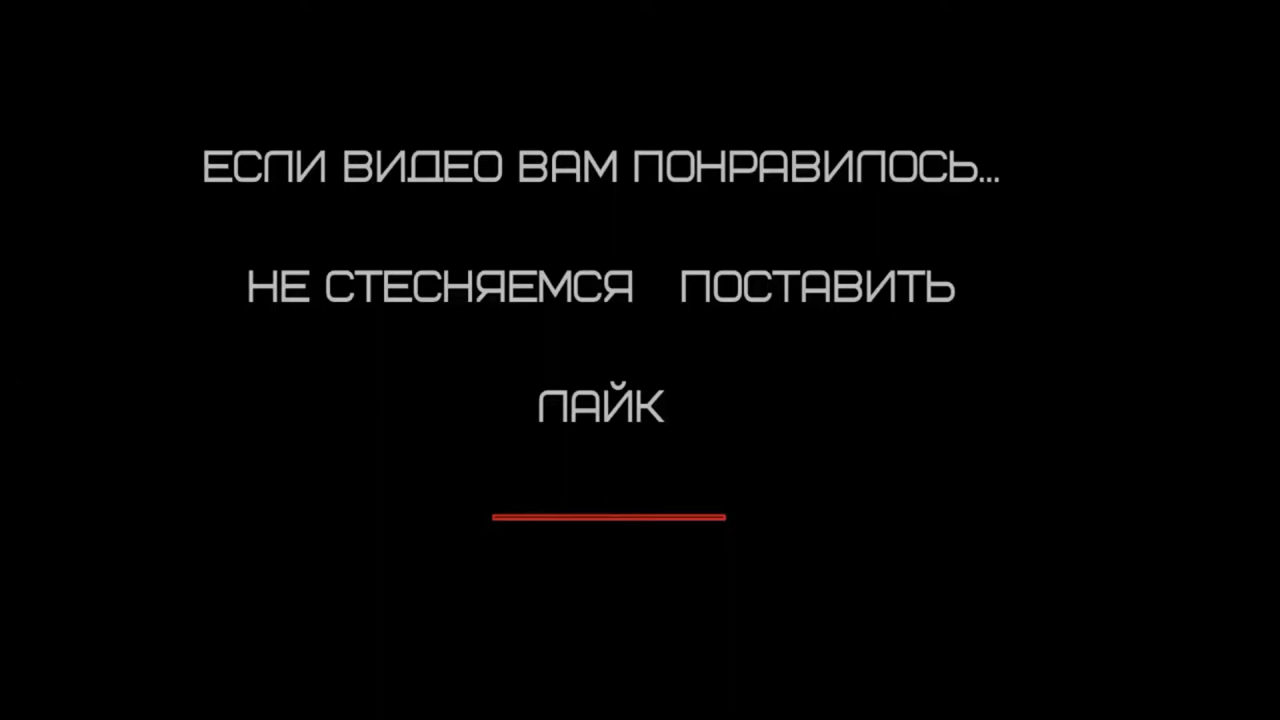 ЕСЛИ ВИДЕО ВАМ ПОНРАВИЛОСЬ...
НЕ СТЕСНЯЕМСЯ ПОСТАВИТЬ
ЛАЙК